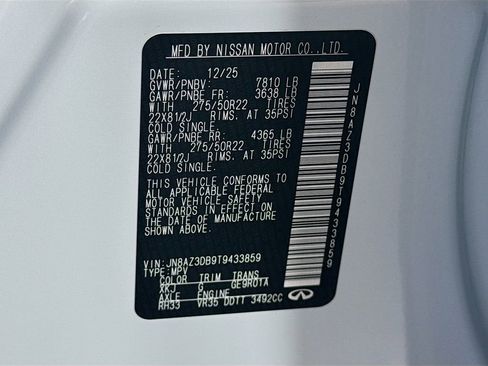 MFD BY NISSAN MOTOR CO.,LTD.
DATE: 12/25
GVWR/PNBV: 7810 LB
GAWR/PNBE FR: 3638 LB
WITH 275/50R22 TIRES
22X81/2J RIMS. AT 35PSI
COLD SINGLE.
GAWR/PNBV RR: 4365 LB
WITH 275/50R22 TIRES
22X81/2J RIMS. AT 35PSI
COLD SINGLE.
THIS VEHICLE CONFORMS TO
ALL APPLICABLE FEDERAL
MOTOR VEHICLE SAFETY
STANDARDS IN EFFECT ON
THE DATE OF MANUFACTURE
SHOWN ABOVE.
VIN: JN8AZ3DB9T9433859
TYPE: MPV
COLOR TRIM TRANS
XKJ G GE9R01A
AXLE ENGINE
RH33 VR35 DDTT 3492CC
JN8AZ3DB9T9433859
INFINITI